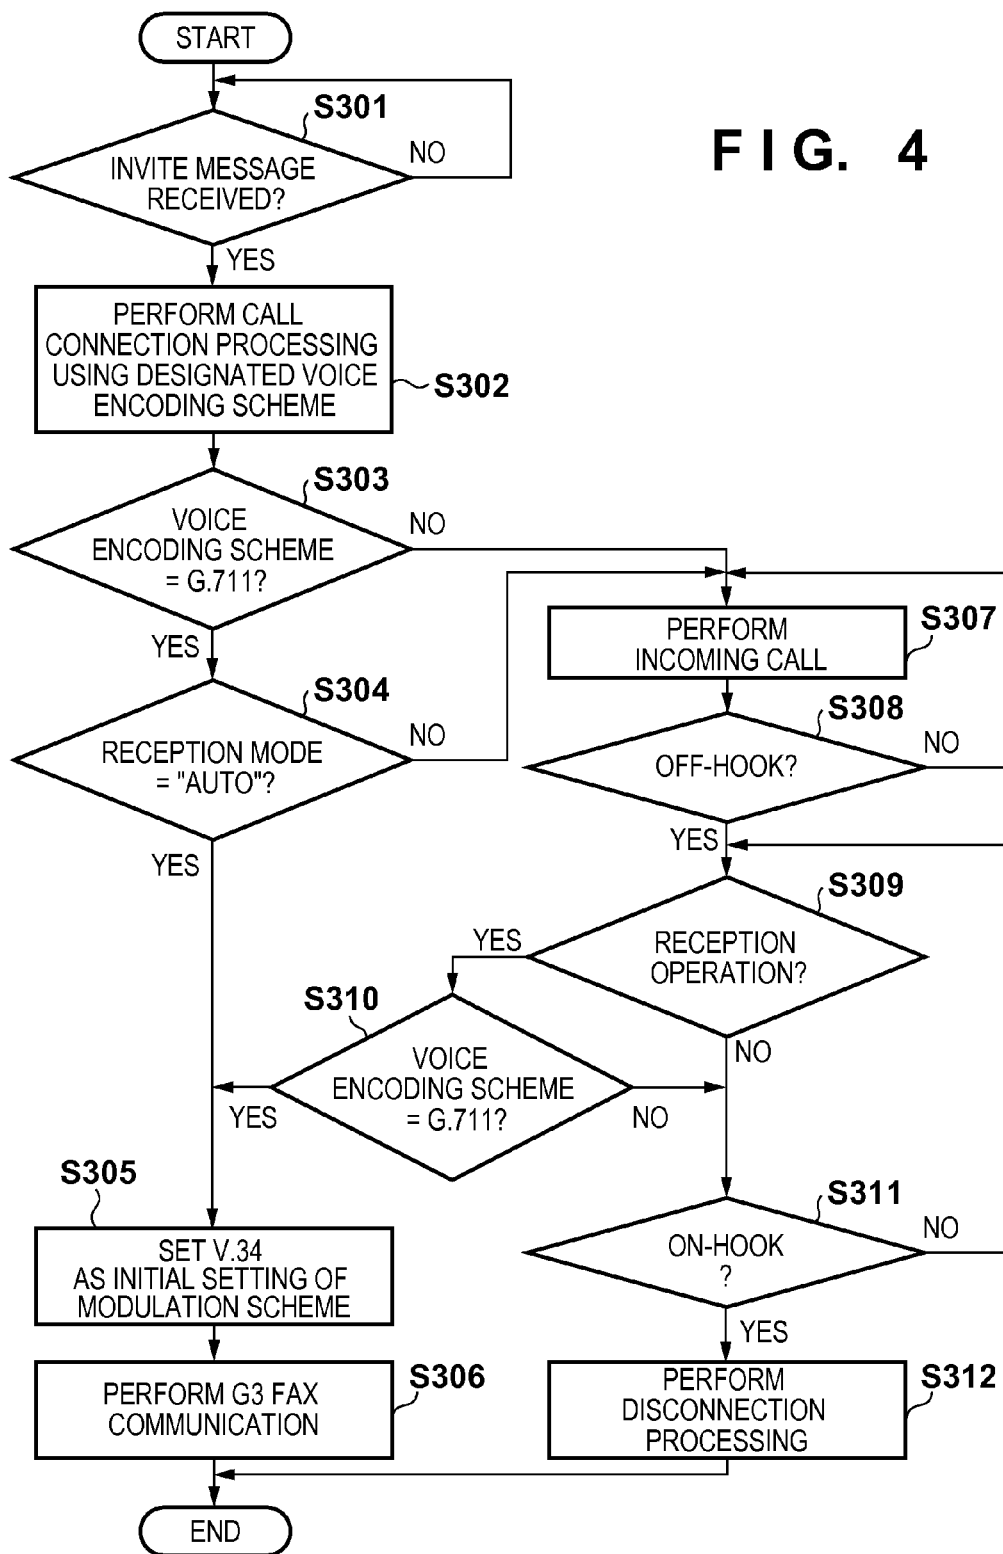 START
S301
FIG. 4
INVITE MESSAGE
RECEIVED?
NO
YES
PERFORM CALL
CONNECTION PROCESSING
USING DESIGNATED VOICE
ENCODING SCHEME
S302
S303
VOICE
ENCODING SCHEME
= G.711?
NO
YES
S304
RECEPTION MODE
= "AUTO"?
NO
YES
S307
PERFORM
INCOMING CALL
S308
OFF-HOOK?
NO
YES
S309
RECEPTION
OPERATION?
YES
NO
S310
VOICE
ENCODING SCHEME
= G.711?
YES
NO
S305
SET V.34
AS INITIAL SETTING OF
MODULATION SCHEME
S311
ON-HOOK
?
NO
YES
S306
PERFORM G3 FAX
COMMUNICATION
S312
PERFORM
DISCONNECTION
PROCESSING
END